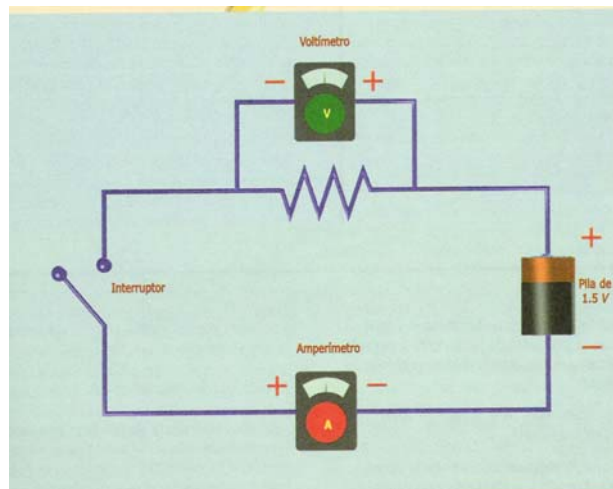 Voltímetro
− +
V
Interruptor
+
Pila de
1.5 V
−
Amperímetro
+ −
A